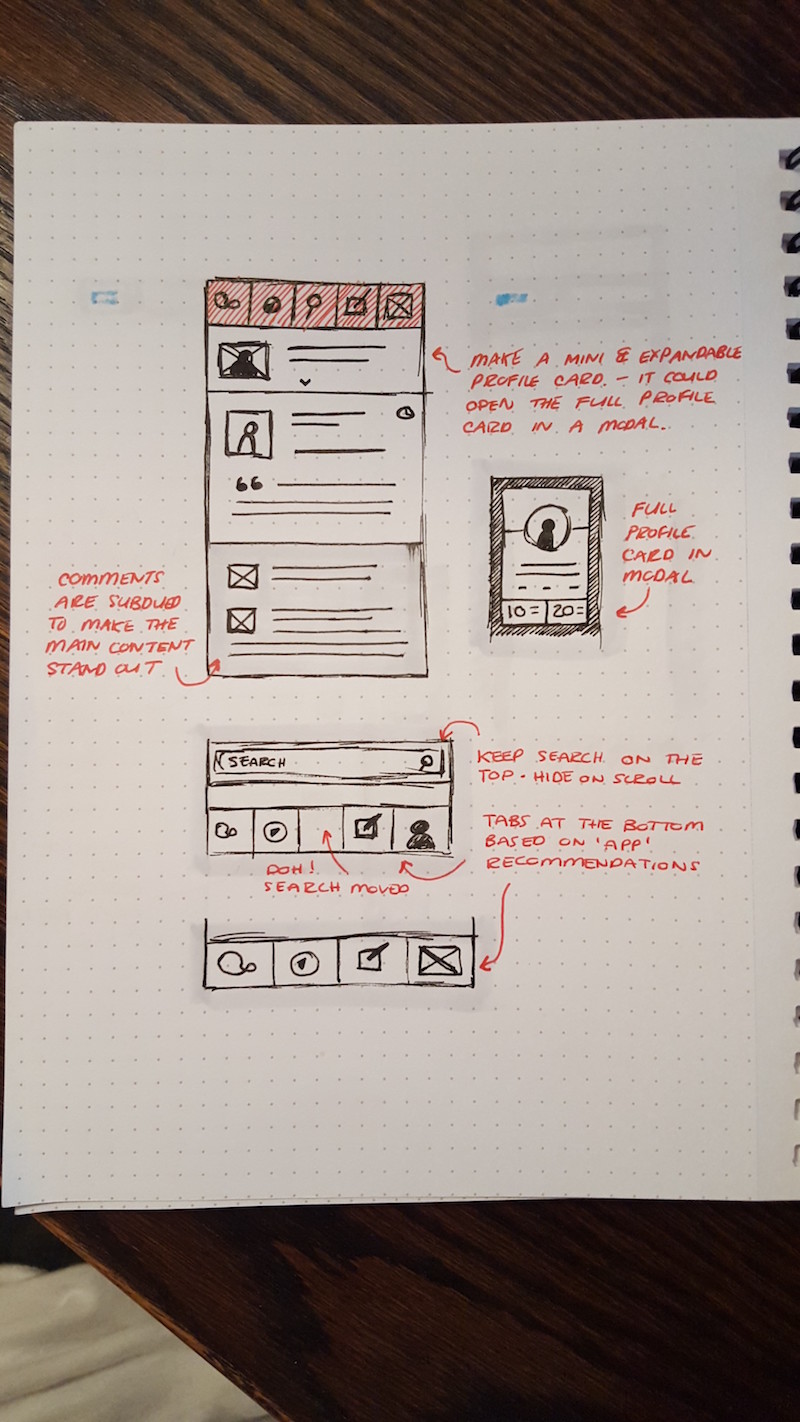 MAKE A MINI & EXPANDABLE
PROFILE CARD. - IT COULD
OPEN THE FULL PROFILE
CARD IN A MODAL.
FULL
PROFILE
CARD IN
MODAL
10 =
20 =
COMMENTS
ARE SUBDUED
TO MAKE THE
MAIN CONTENT
STAND OUT
SEARCH
KEEP SEARCH ON THE
TOP - HIDE ON SCROLL
TABS AT THE BOTTOM
BASED ON 'APP'
RECOMMENDATIONS
DOH!
SEARCH MOVED